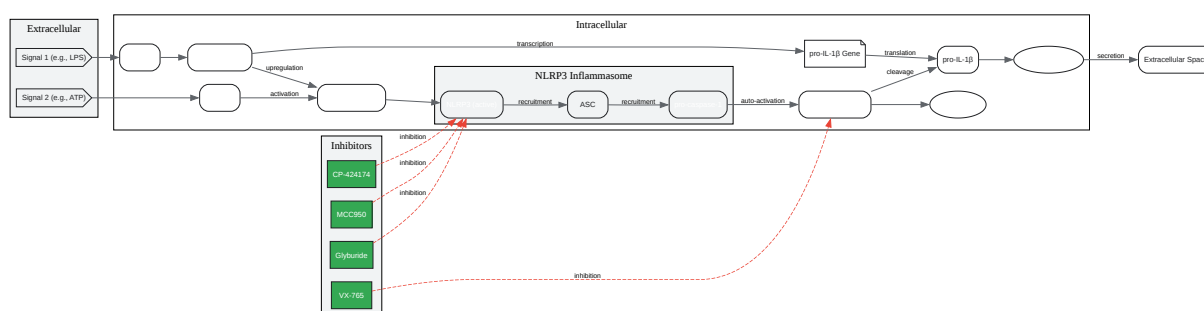 Extracellular
Intracellular
Signal 1 (e.g., LPS)
transcription
pro-IL-1β Gene
translation
pro-IL-1β
secretion
Extracellular Spac
upregulation
cleavage
Signal 2 (e.g., ATP)
activation
NLRP3 Inflammasome
recruitment
ASC
recruitment
auto-activation
Inhibitors
inhibition
CP-424174
inhibition
MCC950
inhibition
Glyburide
VX-765
inhibition